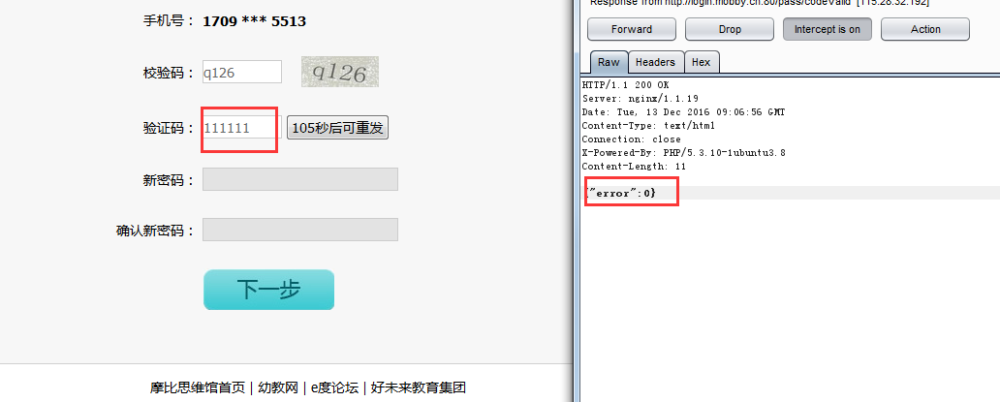 手机号： 1709 *** 5513
校验码： q126 q126
验证码： 111111 105秒后可重发
新密码：
确认新密码：
下一步
摩比思维馆首页 | 幼教网 | e度论坛 | 好未来教育集团
Response from http://login.mobby.cn:80/pass/codeValid [115.28.32.192]
Forward Drop Intercept is on Action
Raw Headers Hex
HTTP/1.1 200 OK
Server: nginx/1.1.19
Date: Tue, 13 Dec 2016 09:06:56 GMT
Content-Type: text/html
Connection: close
X-Powered-By: PHP/5.3.10-1ubuntu3.8
Content-Length: 11
{"error":0}